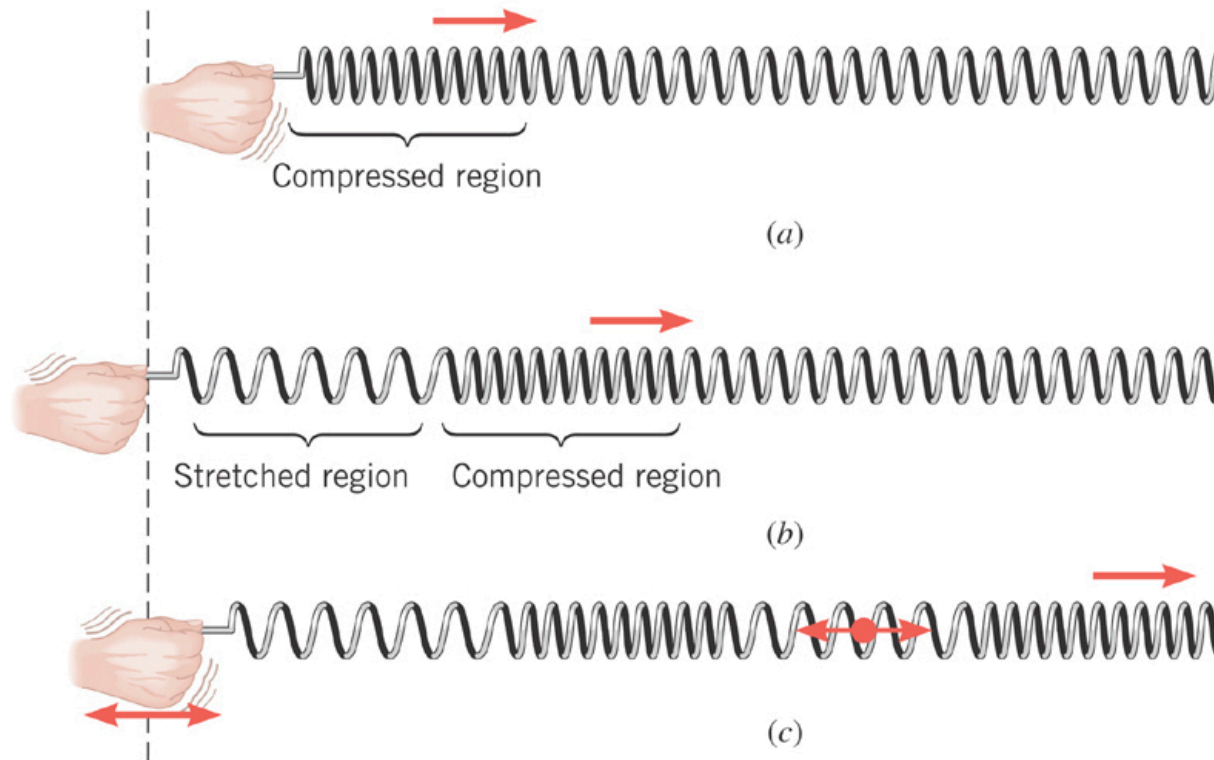 Compressed region
(a)
Stretched region Compressed region
(b)
(c)